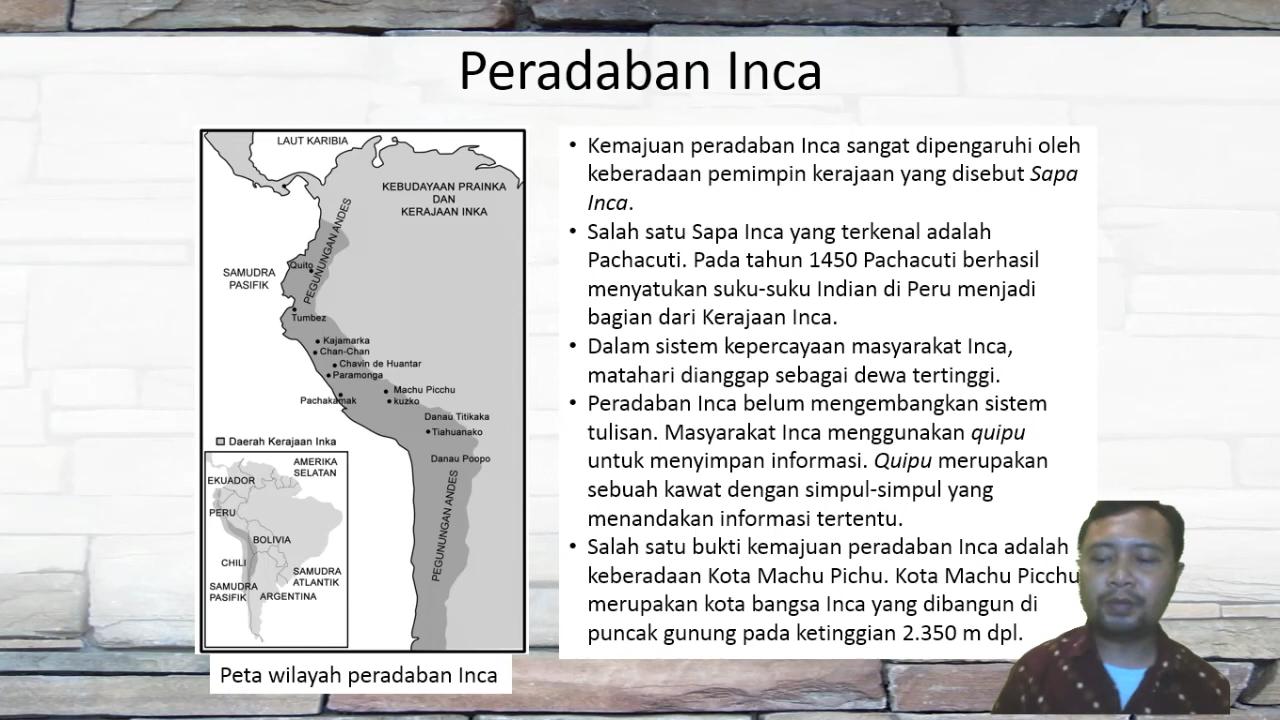 Peradaban Inca
LAUT KARIBIA
KEBUDAYAAN PRAINKA
DAN
KERAJAAN INKA
PEGUNUNGAN ANDES
Quito
SAMUDRA
PASIFIK
Tumbez
Kajamarka
Chan-Chan
Chavin de Huantar
Paramonga
Machu Picchu
Pachakamak
kuzko
Danau Titikaka
Tiahuanako
Danau Poopo
PEGUNUNGAN ANDES
Daerah Kerajaan Inka
AMERIKA
SELATAN
EKUADOR
PERU
BOLIVIA
CHILI
SAMUDRA
ATLANTIK
SAMUDRA
PASIFIK
ARGENTINA
Peta wilayah peradaban Inca
• Kemajuan peradaban Inca sangat dipengaruhi oleh
keberadaan pemimpin kerajaan yang disebut Sapa
Inca.
• Salah satu Sapa Inca yang terkenal adalah
Pachacuti. Pada tahun 1450 Pachacuti berhasil
menyatukan suku-suku Indian di Peru menjadi
bagian dari Kerajaan Inca.
• Dalam sistem kepercayaan masyarakat Inca,
matahari dianggap sebagai dewa tertinggi.
• Peradaban Inca belum mengembangkan sistem
tulisan. Masyarakat Inca menggunakan quipu
untuk menyimpan informasi. Quipu merupakan
sebuah kawat dengan simpul-simpul yang
menandakan informasi tertentu.
• Salah satu bukti kemajuan peradaban Inca adalah
keberadaan Kota Machu Pichu. Kota Machu Picchu
merupakan kota bangsa Inca yang dibangun di
puncak gunung pada ketinggian 2.350 m dpl.